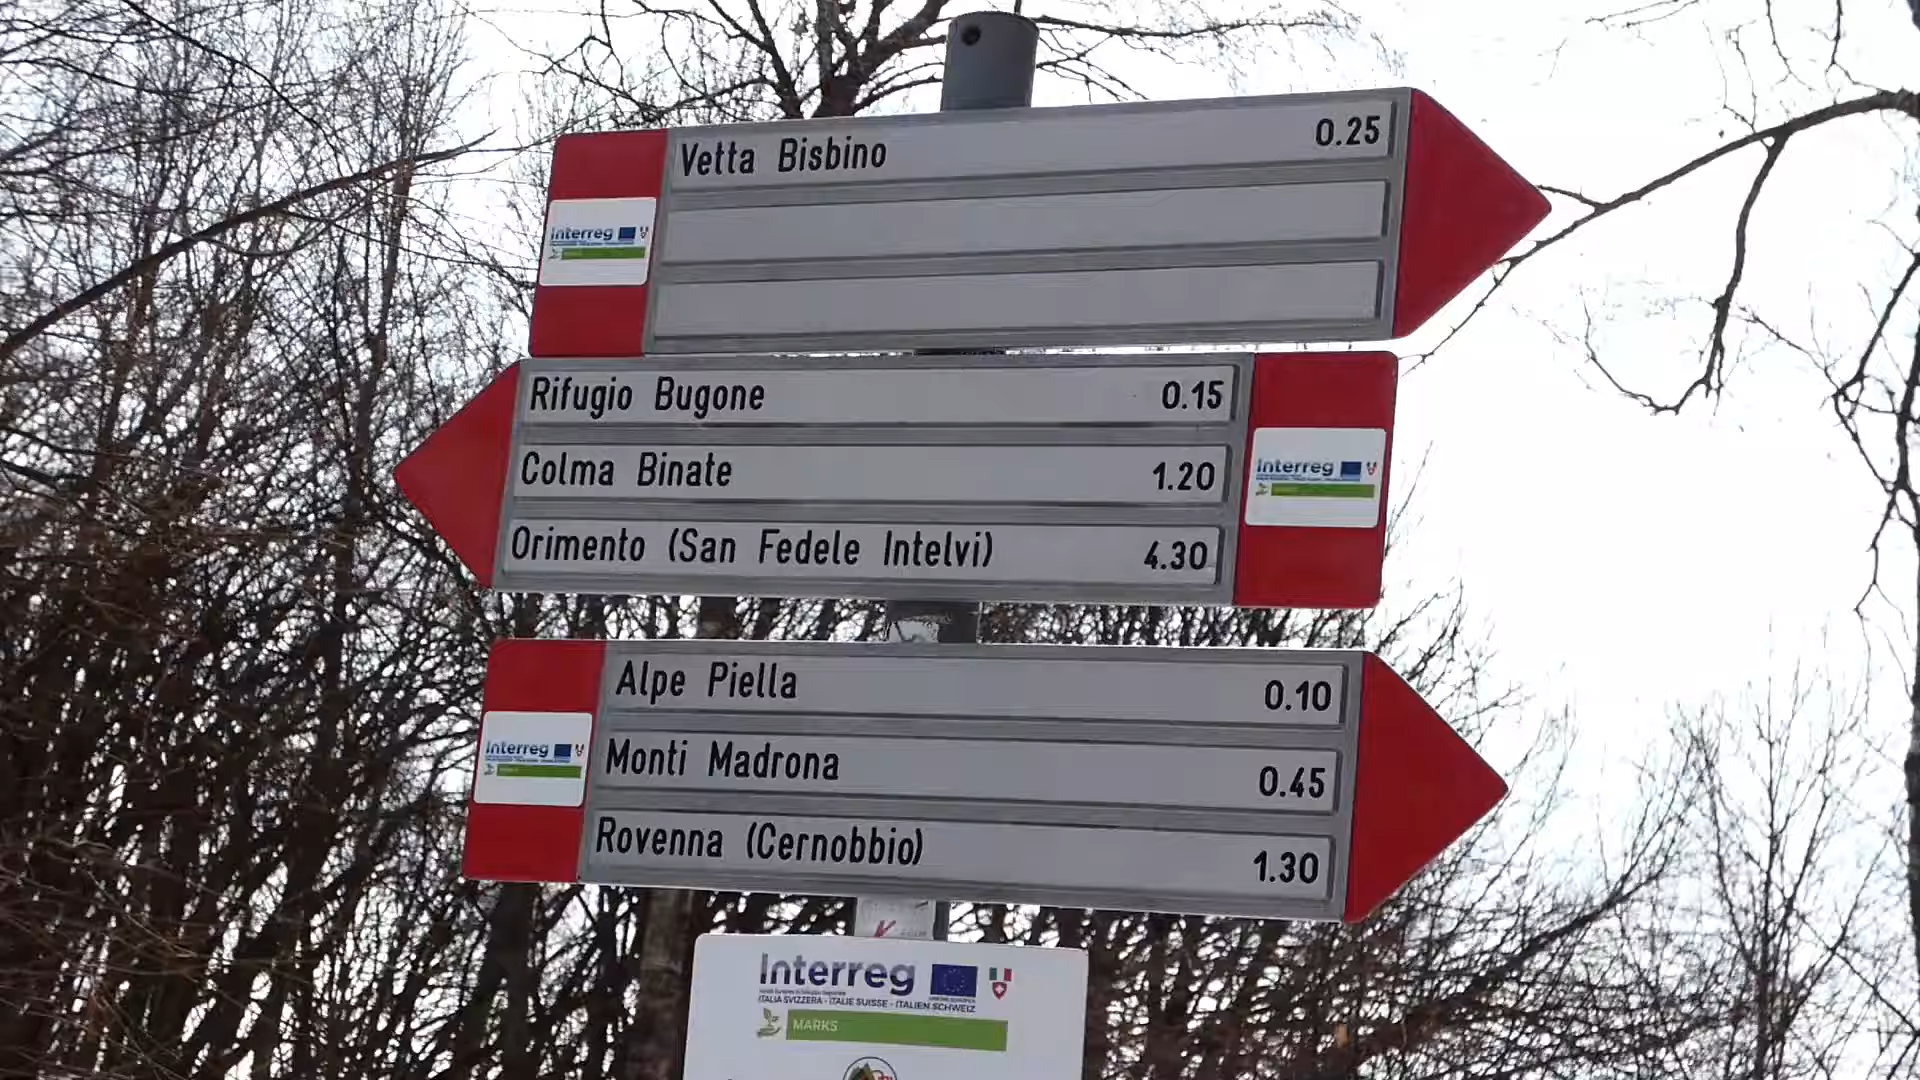 Vetta Bisbino 0.25
Interreg
Rifugio Bugone 0.15
Colma Binate 1.20
Interreg
Orimento (San Fedele Intelvi) 4.30
Alpe Piella 0.10
Monti Madrona 0.45
Interreg
Rovenna (Cernobbio) 1.30
Interreg
ITALIA SVIZZERA - ITALIE SUISSE - ITALIEN SCHWEIZ
MARKS